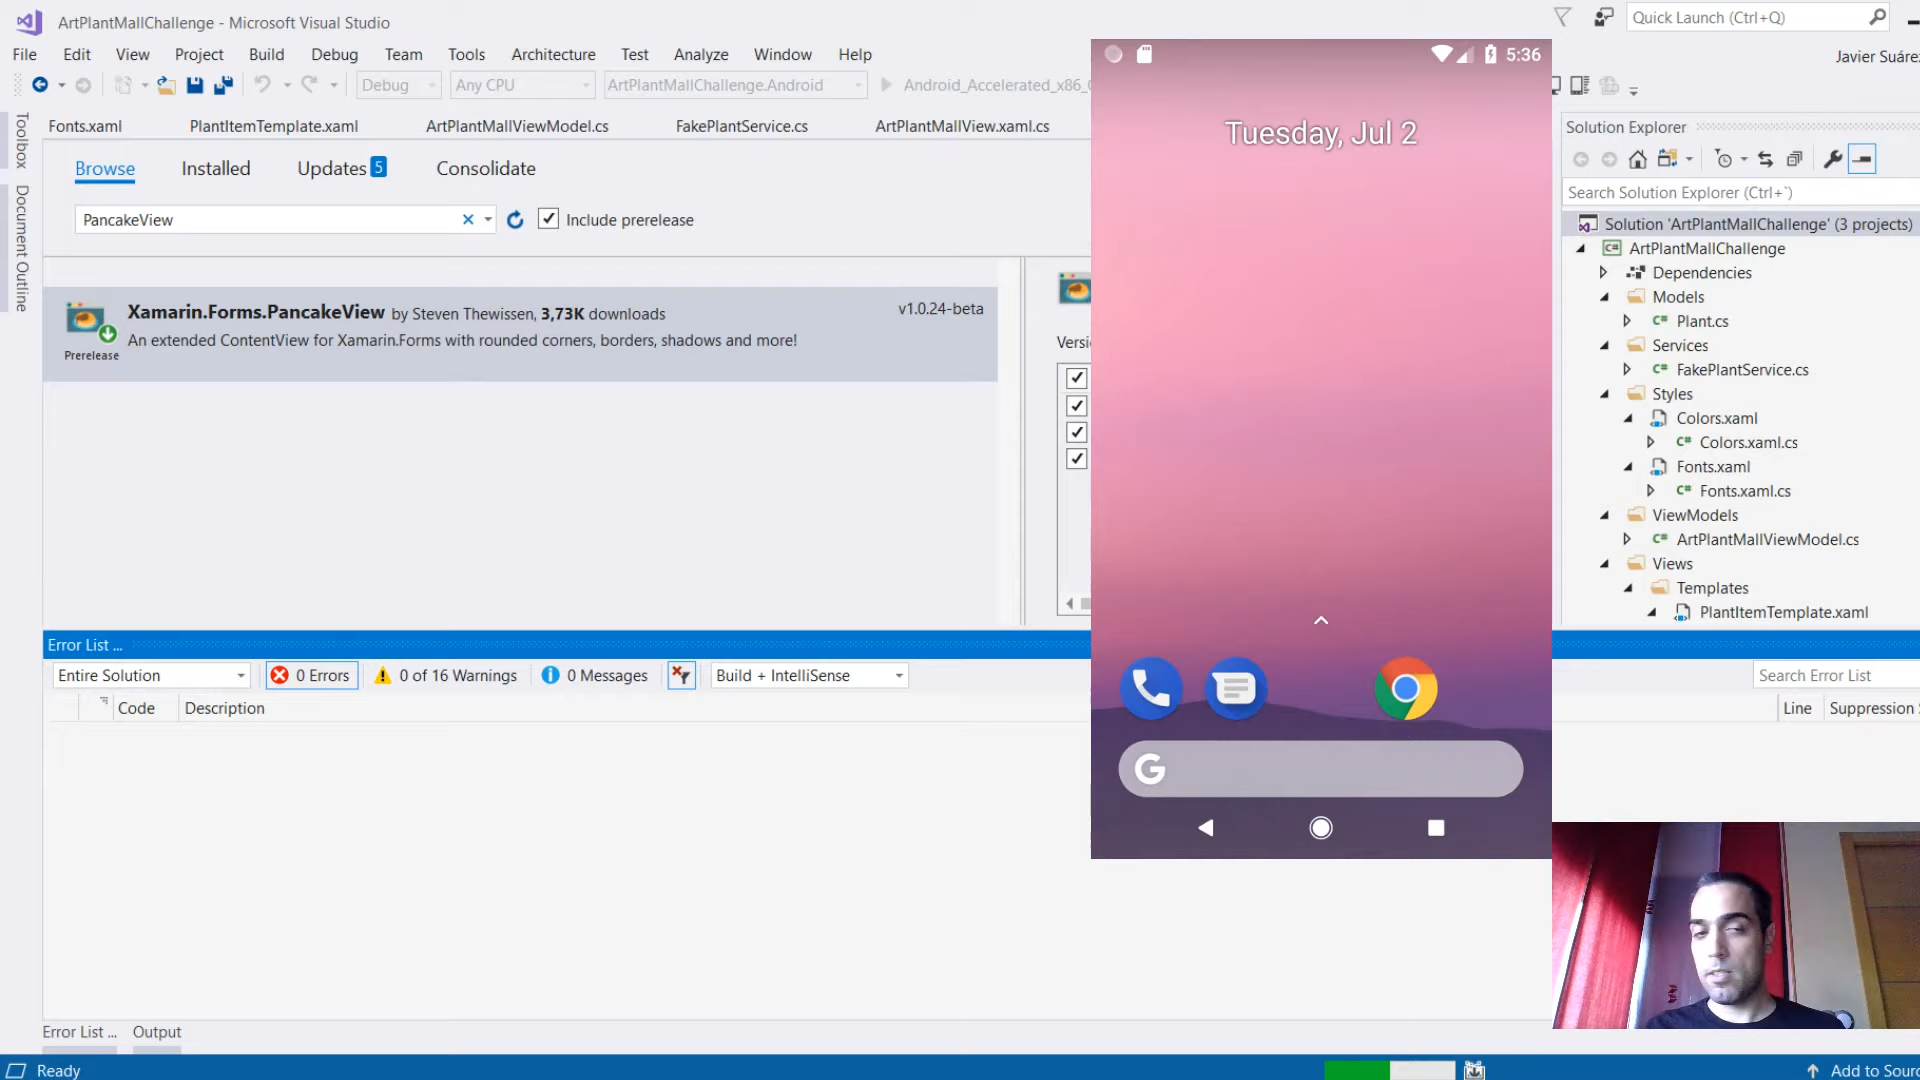 ArtPlantMallChallenge - Microsoft Visual Studio
Quick Launch (Ctrl+Q)
File Edit View Project Build Debug Team Tools Architecture Test Analyze Window Help
Javier Suáre
Debug Any CPU ArtPlantMallChallenge.Android Android_Accelerated_x86_
Toolbox
Document Outline
Fonts.xaml PlantItemTemplate.xaml ArtPlantMallViewModel.cs FakePlantService.cs ArtPlantMallView.xaml.cs
Browse Installed Updates 5 Consolidate
PancakeView Include prerelease
Xamarin.Forms.PancakeView by Steven Thewissen, 3,73K downloads v1.0.24-beta
An extended ContentView for Xamarin.Forms with rounded corners, borders, shadows and more!
Prerelease
Versi
5:36
Tuesday, Jul 2
G
Solution Explorer
Search Solution Explorer (Ctrl+`)
Solution 'ArtPlantMallChallenge' (3 projects)
C# ArtPlantMallChallenge
Dependencies
Models
C# Plant.cs
Services
C# FakePlantService.cs
Styles
Colors.xaml
C# Colors.xaml.cs
Fonts.xaml
C# Fonts.xaml.cs
ViewModels
C# ArtPlantMallViewModel.cs
Views
Templates
PlantItemTemplate.xaml
Error List ...
Entire Solution 0 Errors 0 of 16 Warnings 0 Messages Build + IntelliSense Search Error List
Code Description Line Suppression
Error List ... Output
Ready Add to Sourc